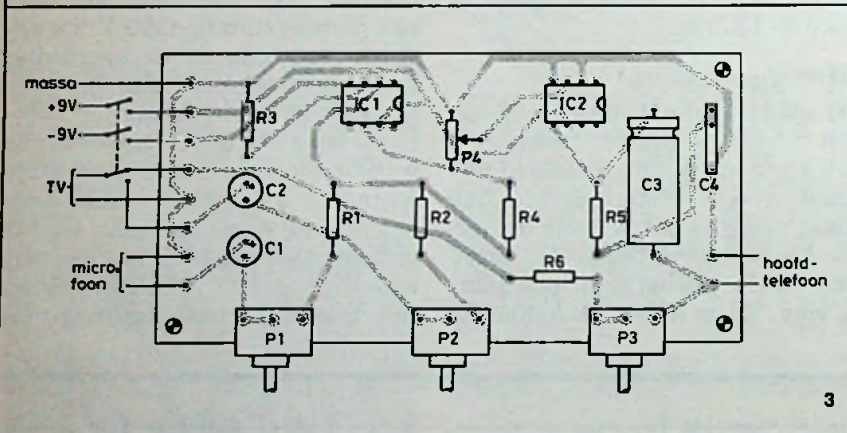 massa
+9V
-9V
TV
micro-
foon
R3
IC1
P4
IC2
C3
C4
C2
C1
R1
R2
R4
R5
R6
hoofd-
telefoon
P1
P2
P3
3